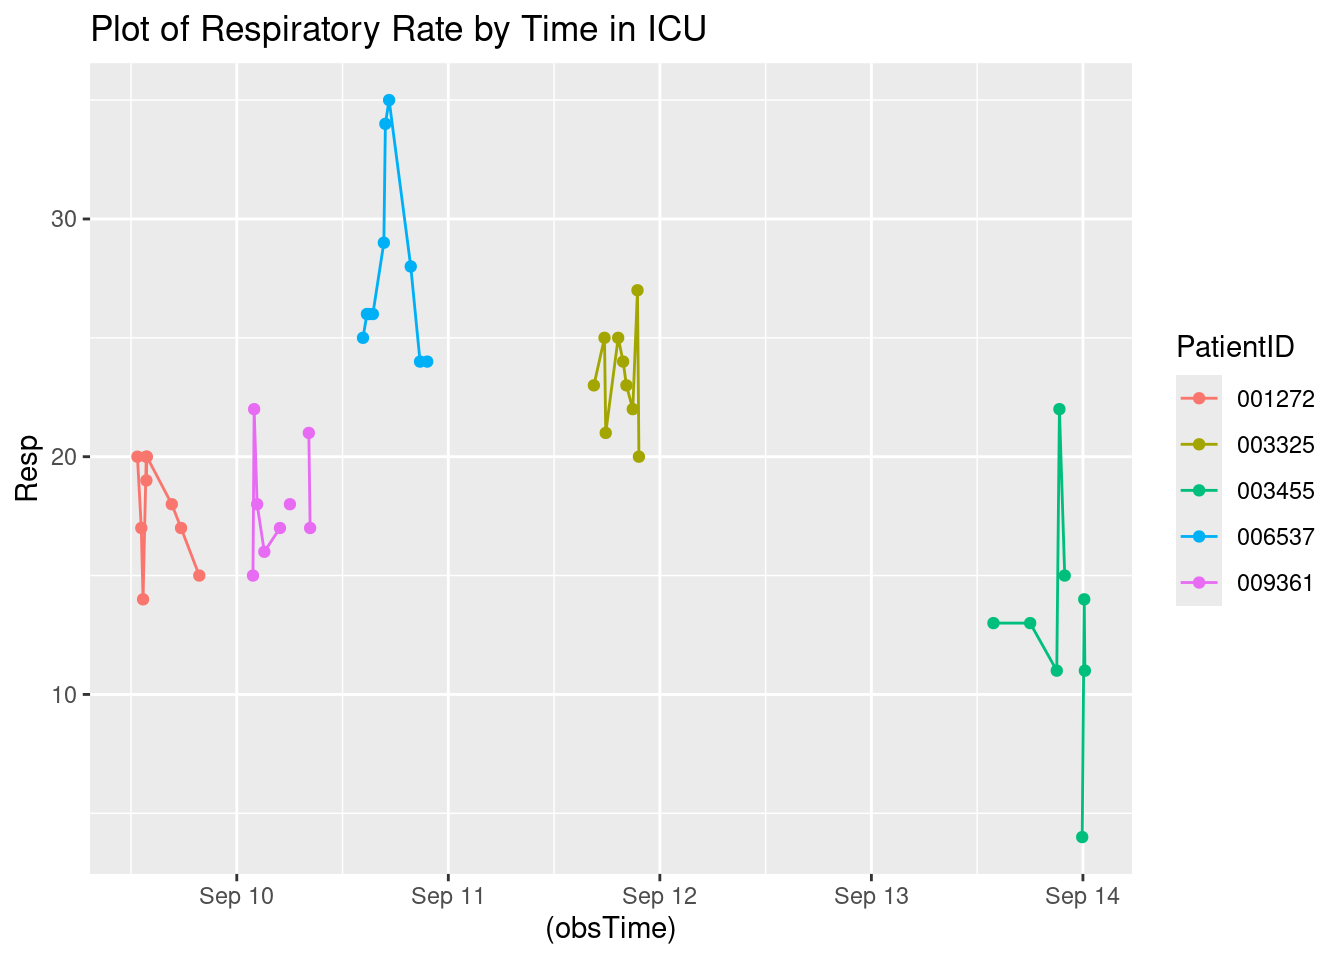 Plot of Respiratory Rate by Time in ICU
Resp
30
20
10
Sep 10
Sep 11
Sep 12
Sep 13
Sep 14
(obsTime)
PatientID
001272
003325
003455
006537
009361